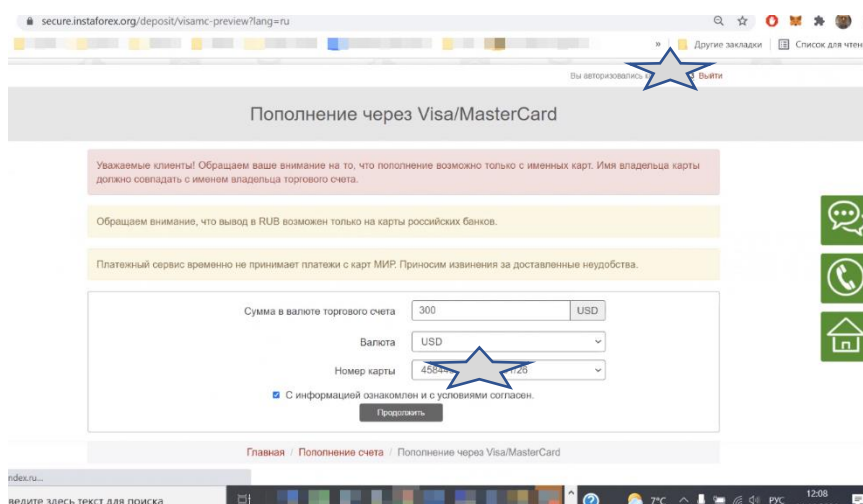 secure.instaforex.org/deposit/visamc-preview?lang=ru
» Другие закладки Список для чтен
Вы авторизовались к Выйти
Пополнение через Visa/MasterCard
Уважаемые клиенты! Обращаем ваше внимание на то, что пополнение возможно только с именных карт. Имя владельца карты
должно совпадать с именем владельца торгового счета.
Обращаем внимание, что вывод в RUB возможен только на карты российских банков.
Платежный сервис временно не принимает платежи с карт МИР. Приносим извинения за доставленные неудобства.
Сумма в валюте торгового счета 300 USD
Валюта USD
Номер карты
С информацией ознакомлен и с условиями согласен.
Продолжить
Главная / Пополнение счета / Пополнение через Visa/MasterCard
ndex.ru...
ведите здесь текст для поиска 7°C РУС 12:08